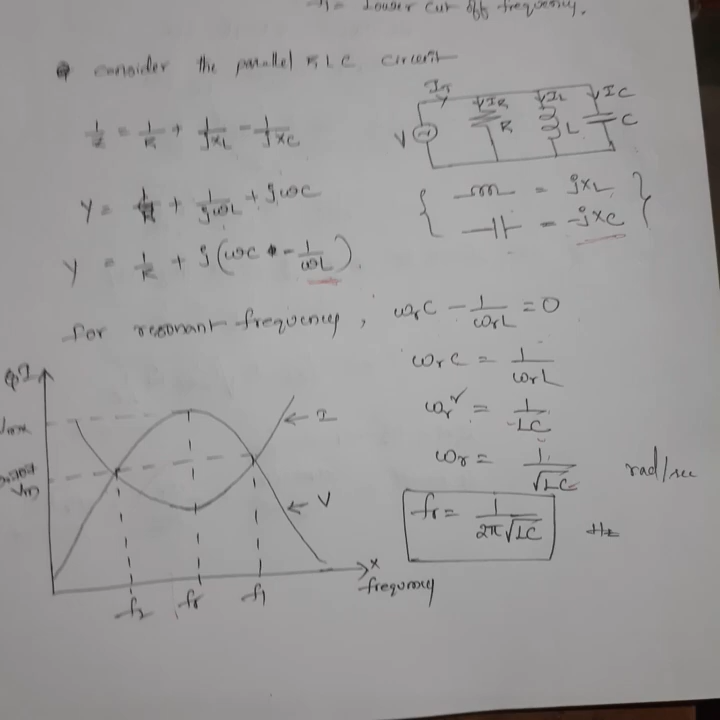 f1 = Lower cut off frequency.
consider the parallel R L C circuit
1/Z = 1/R + 1/jXL - 1/jXC
IT IR IL IC
V R L C
Y = 1/R + 1/jωL + jωC
= jXL
= -jXC
Y = 1/R + j(ωC - 1/ωL).
for resonant frequency, ωrC - 1/ωrL = 0
ωrC = 1/ωrL
ωr² = 1/LC
ωr = 1/√LC rad/sec
fr = 1/2π√LC Hz
I
V
Vm
x
frequency
f2 fr f1